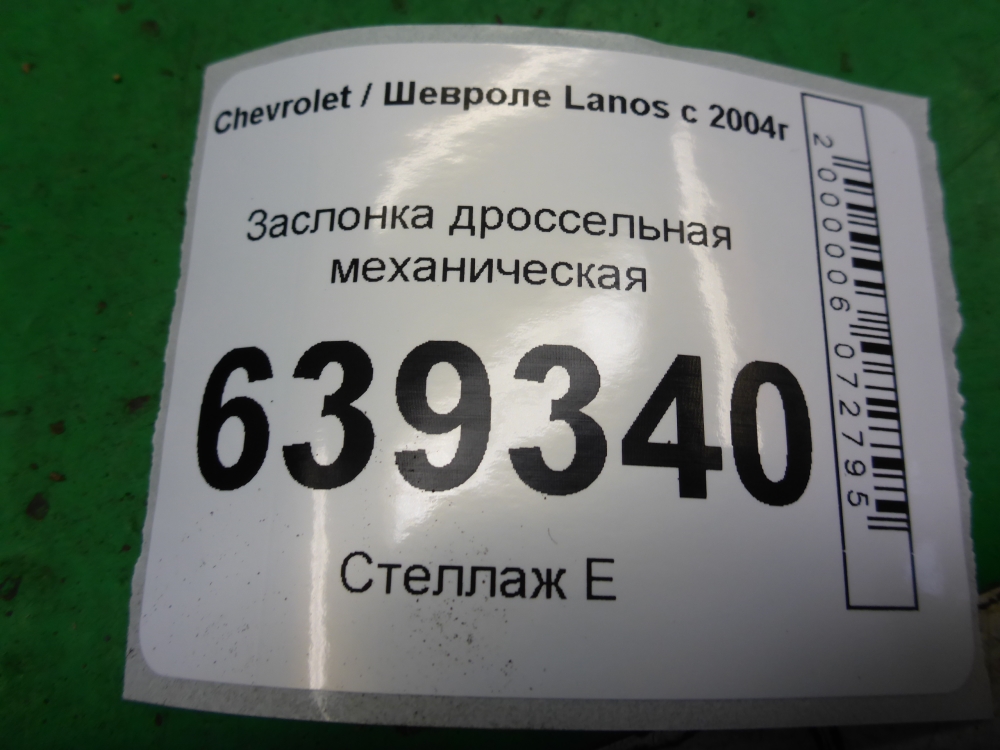 Chevrolet / Шевроле Lanos с 2004г
Заслонка дроссельная
механическая
639340
Стеллаж Е
2000006072795